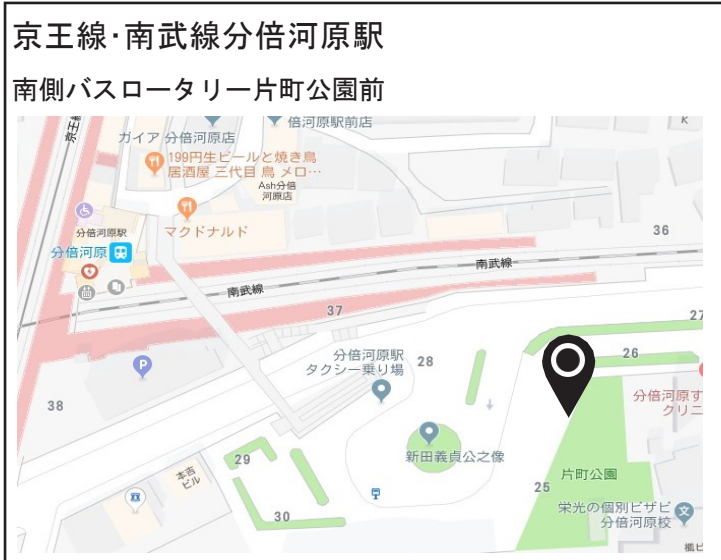 京王線・南武線分倍河原駅
南側バスロータリー片町公園前
京王線
ガイア 分倍河原店
倍河原駅前店
K
199円生ビールと焼き鳥
居酒屋 三代目 鳥 メロ…
Ash分倍
河原店
マクドナルド
分倍河原駅
分倍河原
36
南武線
南武線
37
27
26
28
分倍河原駅
タクシー乗り場
38
分倍河原す
クリニ
新田義貞公之像
29
本吉
ビル
片町公園
25
30
栄光の個別ビザビ
分倍河原校
文
P